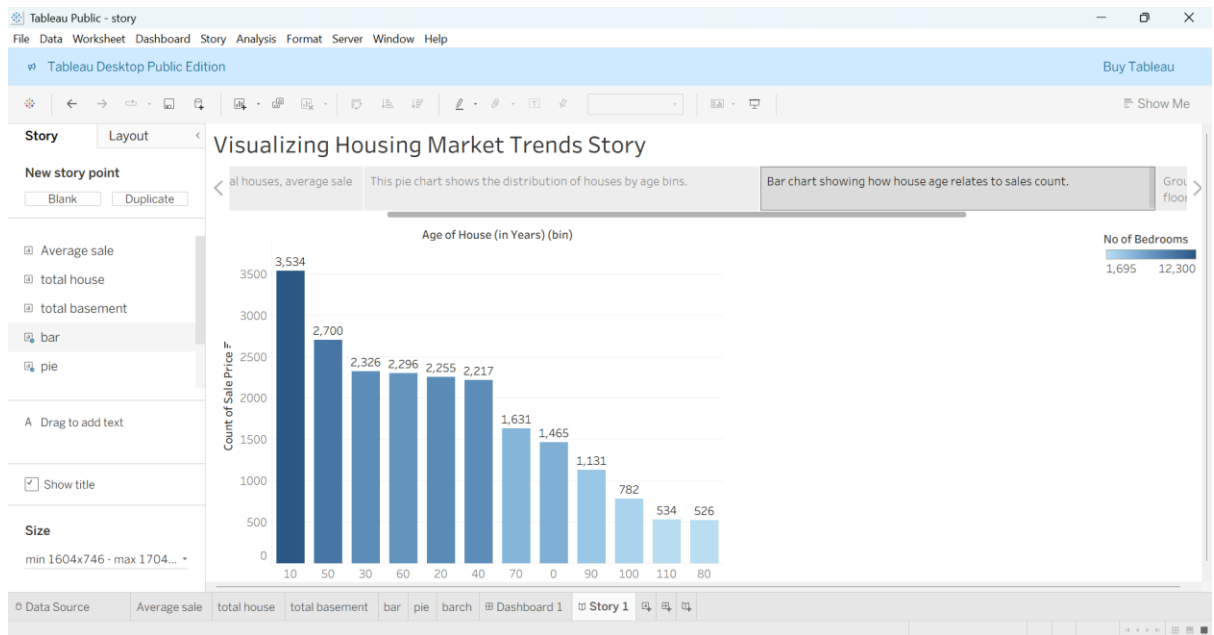 Tableau Public - story
File Data Worksheet Dashboard Story Analysis Format Server Window Help
Tableau Desktop Public Edition
Buy Tableau
Show Me
Story Layout
New story point
Blank Duplicate
Average sale
total house
total basement
bar
pie
A Drag to add text
Show title
Size
min 1604x746 - max 1704...
Visualizing Housing Market Trends Story
al houses, average sale
This pie chart shows the distribution of houses by age bins.
Bar chart showing how house age relates to sales count.
floor
Age of House (in Years) (bin)
No of Bedrooms
1,695 12,300
Count of Sale Price
3500
3000
2500
2000
1500
1000
500
0
3,534
2,700
2,326 2,296 2,255 2,217
1,631
1,465
1,131
782
534 526
10 50 30 60 20 40 70 0 90 100 110 80
Data Source Average sale total house total basement bar pie barch Dashboard 1 Story 1